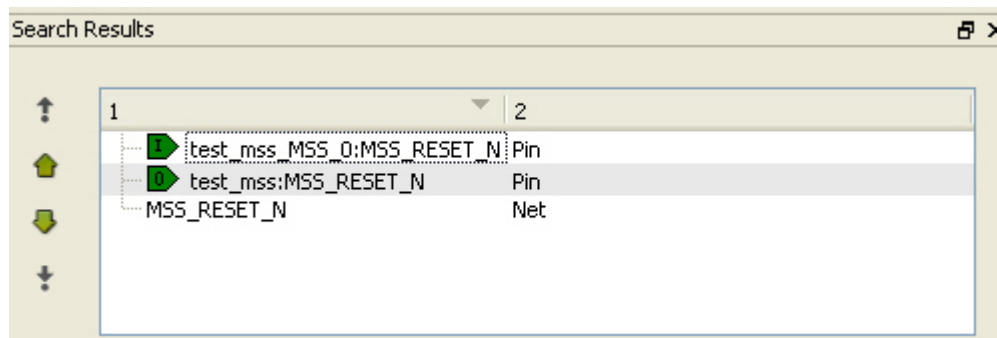 Search Results
1 2
I test_mss_MSS_0:MSS_RESET_N Pin
O test_mss:MSS_RESET_N Pin
MSS_RESET_N Net